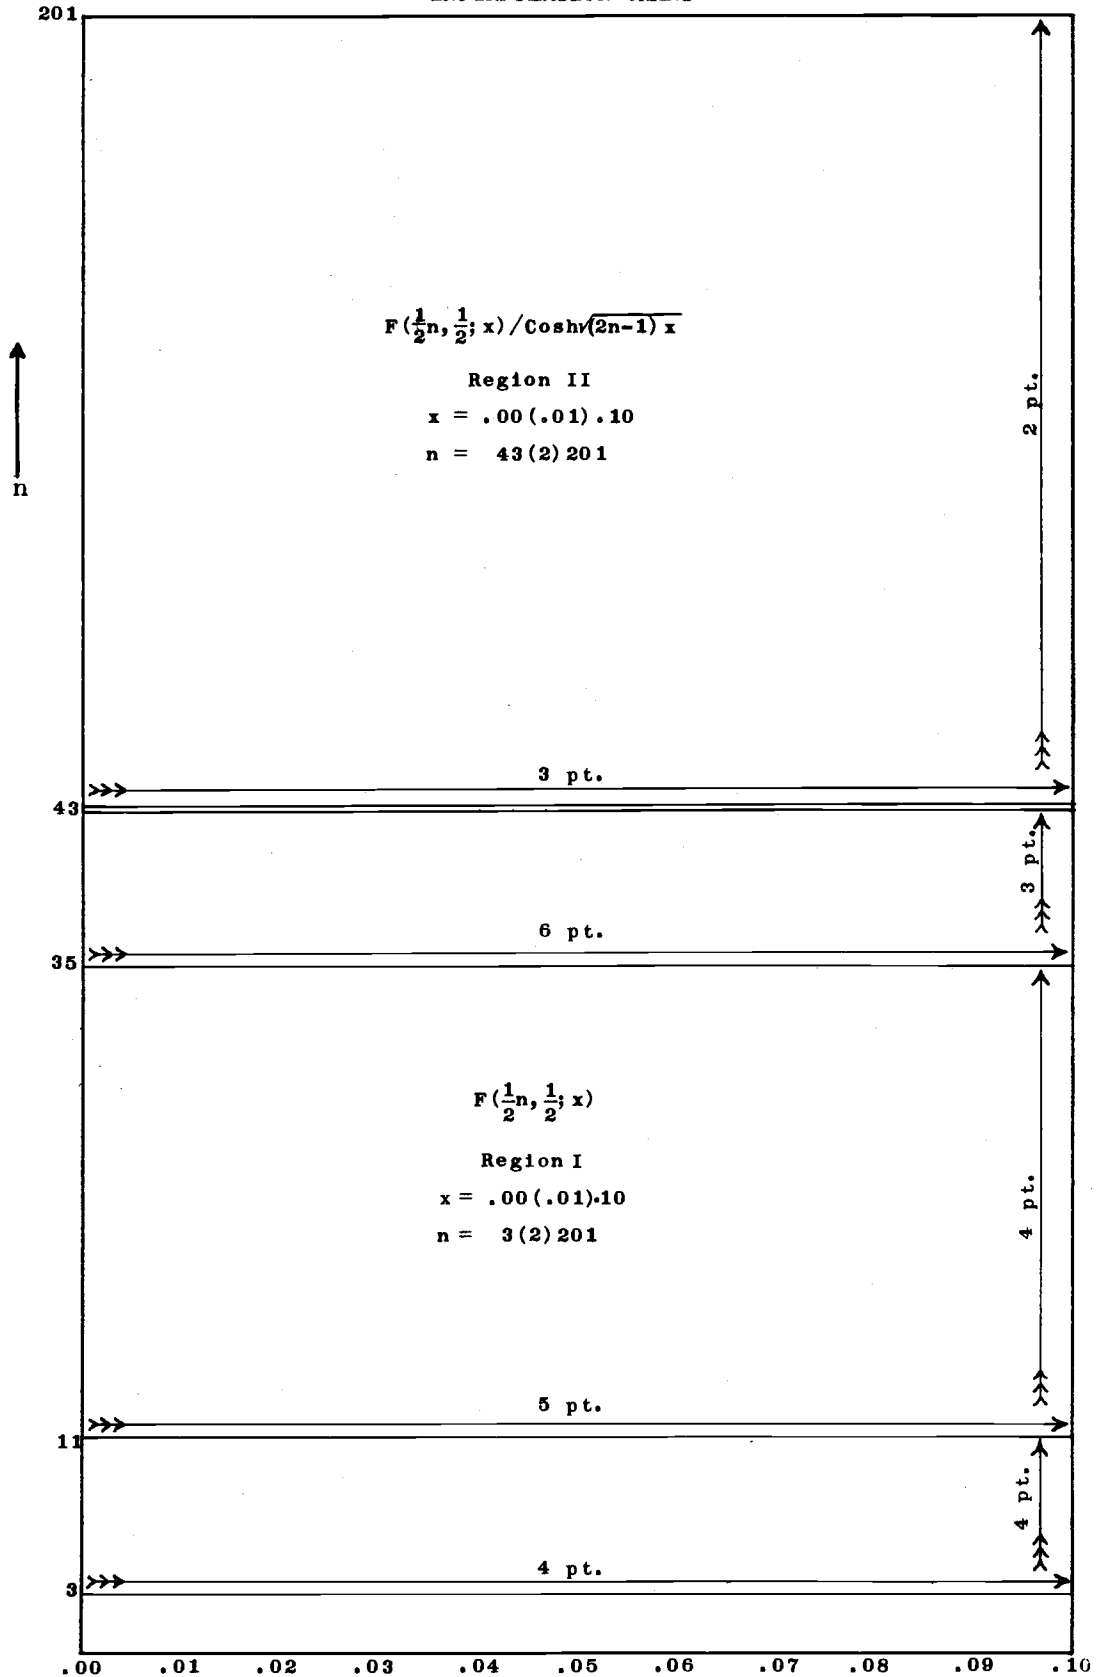 201
F(1/2 n, 1/2; x)/Cosh√(2n-1)x
Region II
x = .00(.01).10
n = 43(2)201
2 pt.
n
3 pt.
43
3 pt.
6 pt.
35
F(1/2 n, 1/2; x)
Region I
x = .00(.01).10
n = 3(2)201
4 pt.
5 pt.
11
4 pt.
4 pt.
3
.00 .01 .02 .03 .04 .05 .06 .07 .08 .09 .10